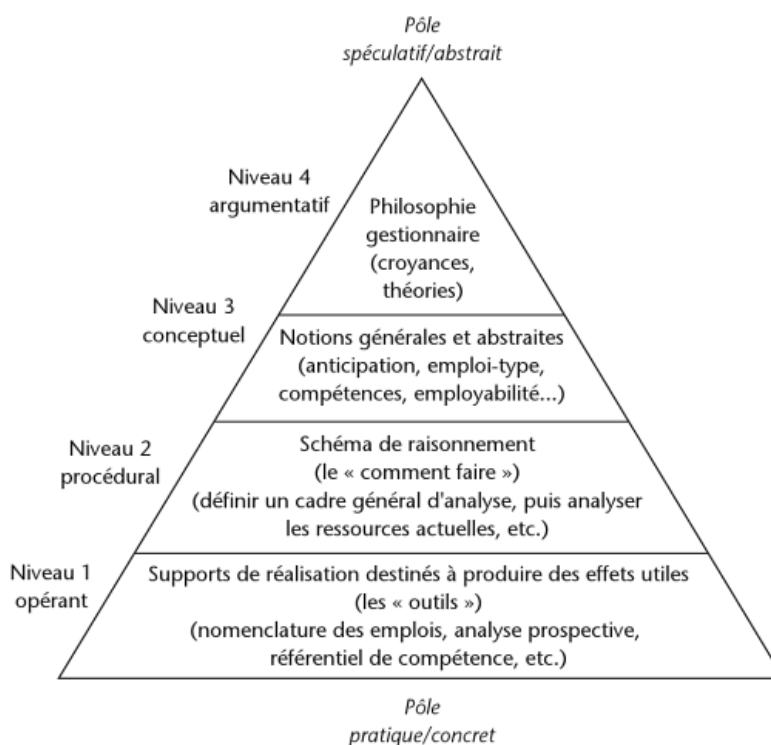 Pôle
spéculatif/abstrait
Niveau 4
argumentatif
Philosophie
gestionnaire
(croyances,
théories)
Niveau 3
conceptuel
Notions générales et abstraites
(anticipation, emploi-type,
compétences, employabilité...)
Niveau 2
procédural
Schéma de raisonnement
(le « comment faire »)
(définir un cadre général d'analyse, puis analyser
les ressources actuelles, etc.)
Niveau 1
opérant
Supports de réalisation destinés à produire des effets utiles
(les « outils »)
(nomenclature des emplois, analyse prospective,
référentiel de compétence, etc.)
Pôle
pratique/concret